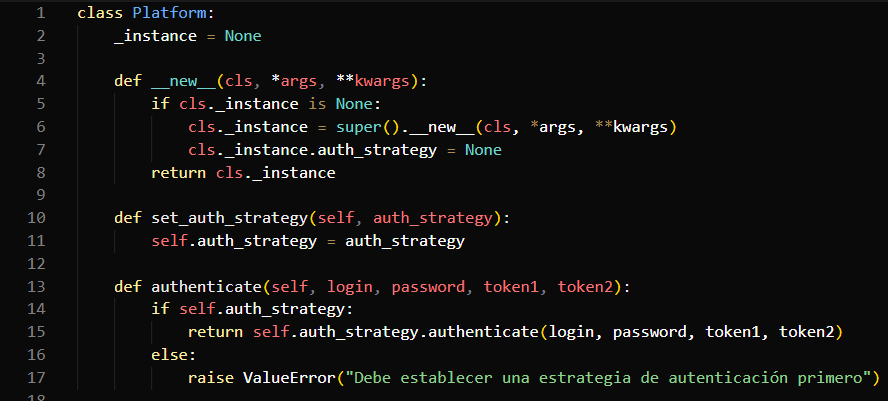 1 class Platform:
2     _instance = None
3
4     def __new__(cls, *args, **kwargs):
5         if cls._instance is None:
6             cls._instance = super().__new__(cls, *args, **kwargs)
7             cls._instance.auth_strategy = None
8         return cls._instance
9
10     def set_auth_strategy(self, auth_strategy):
11         self.auth_strategy = auth_strategy
12
13     def authenticate(self, login, password, token1, token2):
14         if self.auth_strategy:
15             return self.auth_strategy.authenticate(login, password, token1, token2)
16         else:
17             raise ValueError("Debe establecer una estrategia de autenticación primero")
18